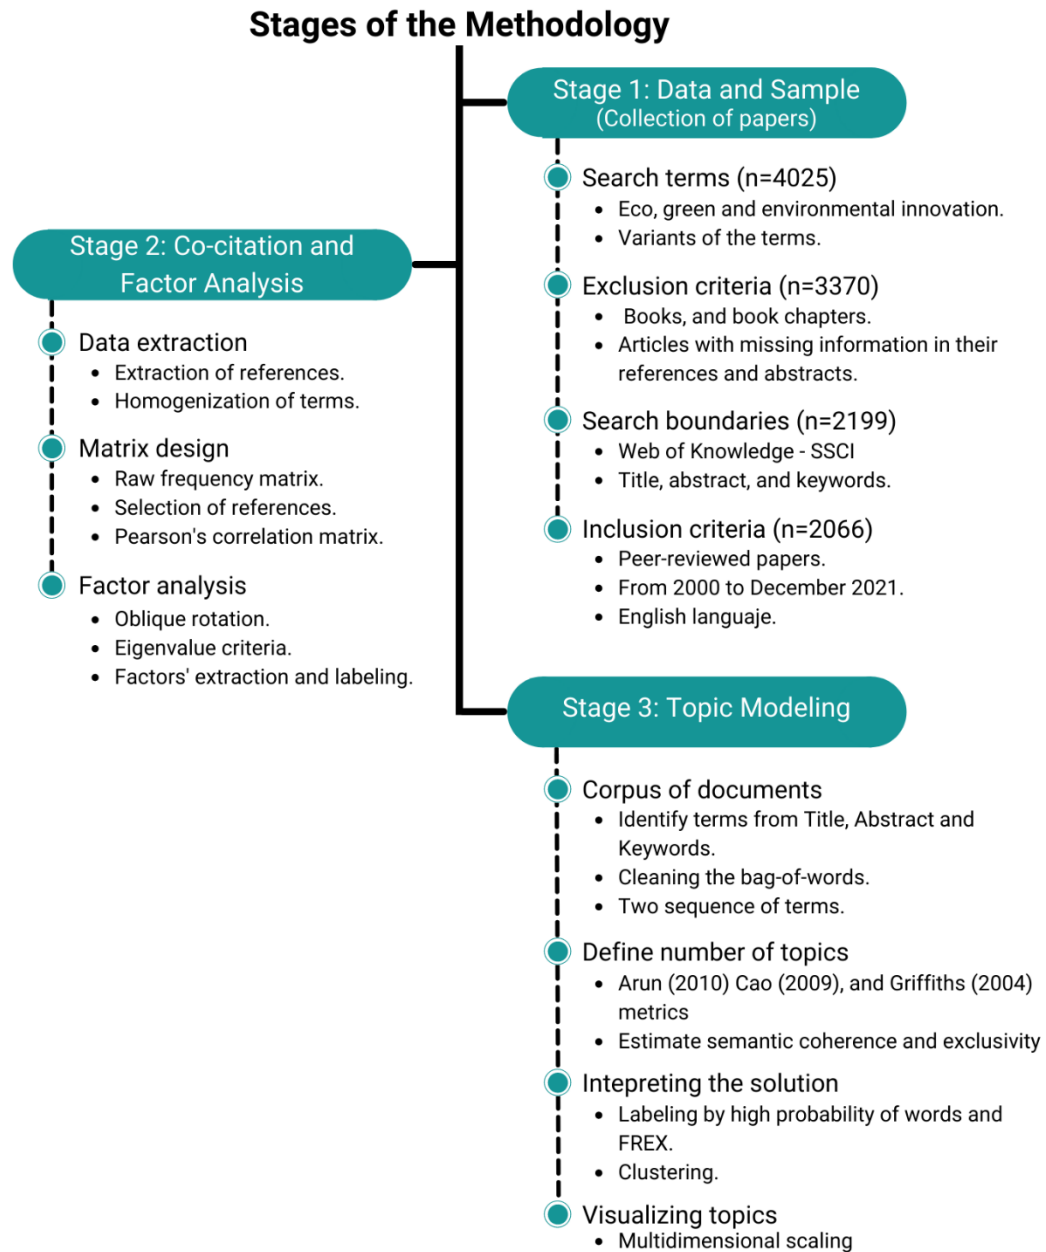 Stages of the Methodology
Stage 1: Data and Sample
(Collection of papers)
Search terms (n=4025)
• Eco, green and environmental innovation.
• Variants of the terms.
Exclusion criteria (n=3370)
• Books, and book chapters.
• Articles with missing information in their
references and abstracts.
Search boundaries (n=2199)
• Web of Knowledge - SSCI
• Title, abstract, and keywords.
Inclusion criteria (n=2066)
• Peer-reviewed papers.
• From 2000 to December 2021.
• English languaje.
Stage 2: Co-citation and
Factor Analysis
Data extraction
• Extraction of references.
• Homogenization of terms.
Matrix design
• Raw frequency matrix.
• Selection of references.
• Pearson's correlation matrix.
Factor analysis
• Oblique rotation.
• Eigenvalue criteria.
• Factors' extraction and labeling.
Stage 3: Topic Modeling
Corpus of documents
• Identify terms from Title, Abstract and
Keywords.
• Cleaning the bag-of-words.
• Two sequence of terms.
Define number of topics
• Arun (2010) Cao (2009), and Griffiths (2004)
metrics
• Estimate semantic coherence and exclusivity
Intepreting the solution
• Labeling by high probability of words and
FREX.
• Clustering.
Visualizing topics
• Multidimensional scaling